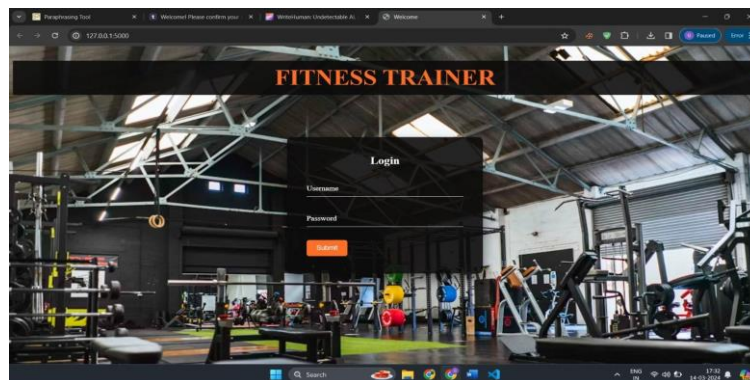 Paraphrasing Tool
Welcome! Please confirm your
WriteHuman: Undetectable AI
Welcome
127.0.0.1:5000
Paused
Error
FITNESS TRAINER
Login
Username
Password
Submit
Search
ENG
IN
17:32
14-03-2024